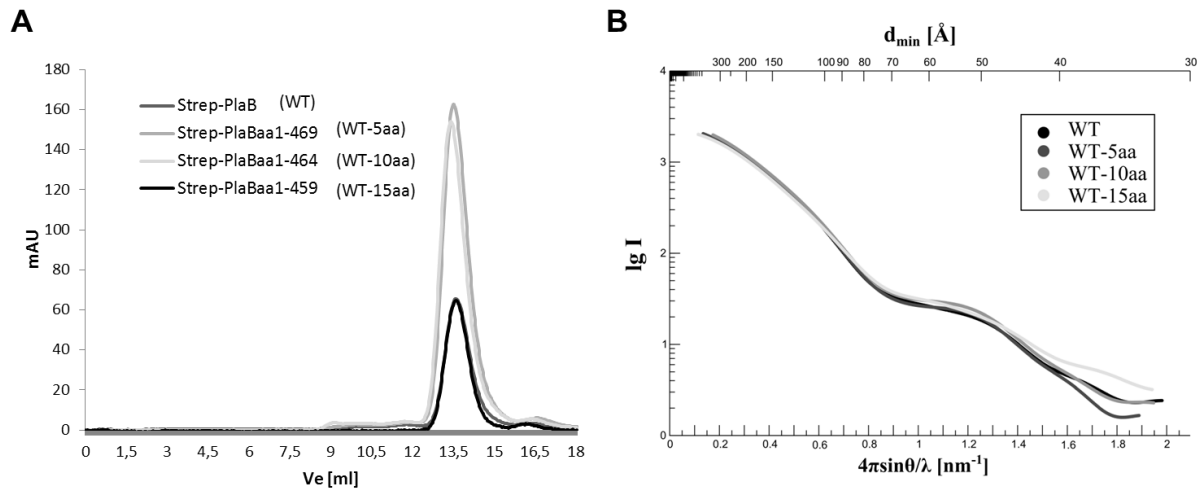 A
mAU
180
160
140
120
100
80
60
40
20
0
Strep-PlaB (WT)
Strep-PlaBaa1-469 (WT-5aa)
Strep-PlaBaa1-464 (WT-10aa)
Strep-PlaBaa1-459 (WT-15aa)
0 1,5 3 4,5 6 7,5 9 10,5 12 13,5 15 16,5 18
Ve [ml]
B
dmin [Å]
300 200 150 100 90 80 70 60 50 40 30
lg I
4
3
2
1
0
WT
WT-5aa
WT-10aa
WT-15aa
0 0.2 0.4 0.6 0.8 1 1.2 1.4 1.6 1.8 2
4πsinθ/λ [nm⁻¹]